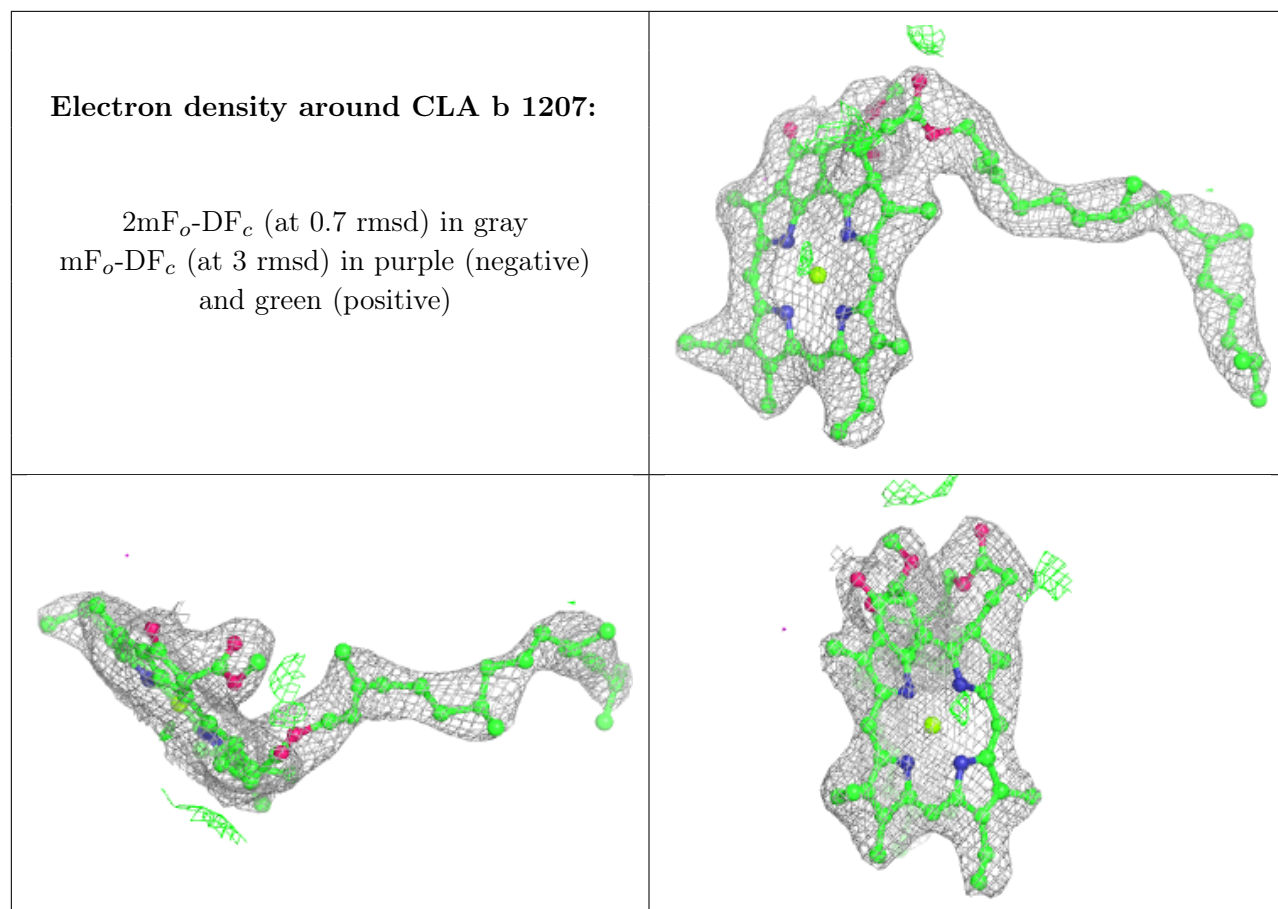 Electron density around CLA b 1207:
2mFo-DFc (at 0.7 rmsd) in gray
mFo-DFc (at 3 rmsd) in purple (negative)
and green (positive)